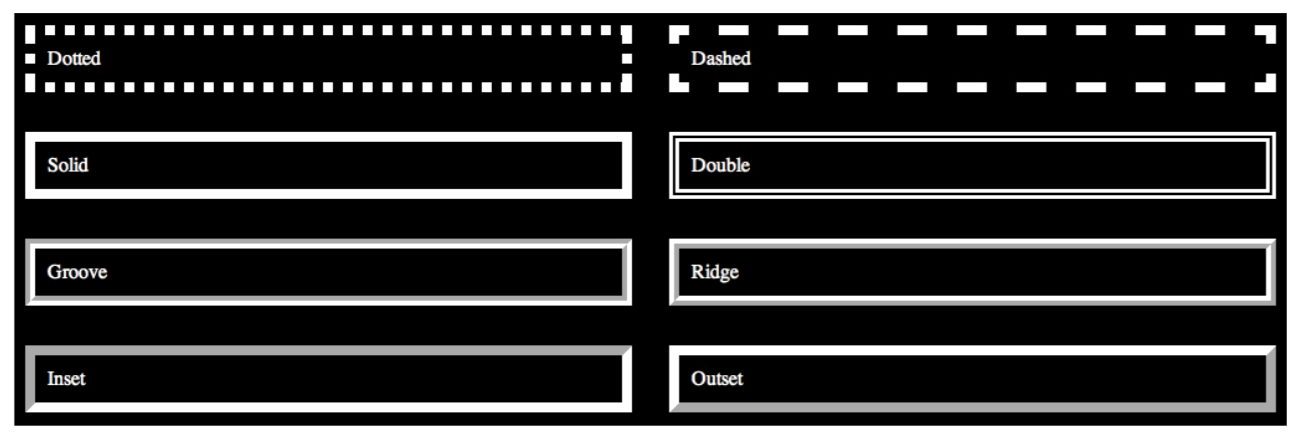 Dotted
Dashed
Solid
Double
Groove
Ridge
Inset
Outset